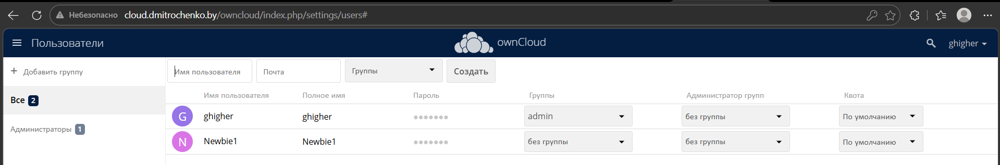 Небезопасно cloud.dmitrochenko.by/owncloud/index.php/settings/users#
Пользователи ownCloud ghigher
+ Добавить группу Имя пользователя Почта Группы Создать
Все 2 Имя пользователя Полное имя Пароль Группы Администратор групп Квота
G ghigher ghigher ●●●●●●● admin без группы По умолчанию
Администраторы 1
N Newbie1 Newbie1 ●●●●●●● без группы без группы По умолчанию